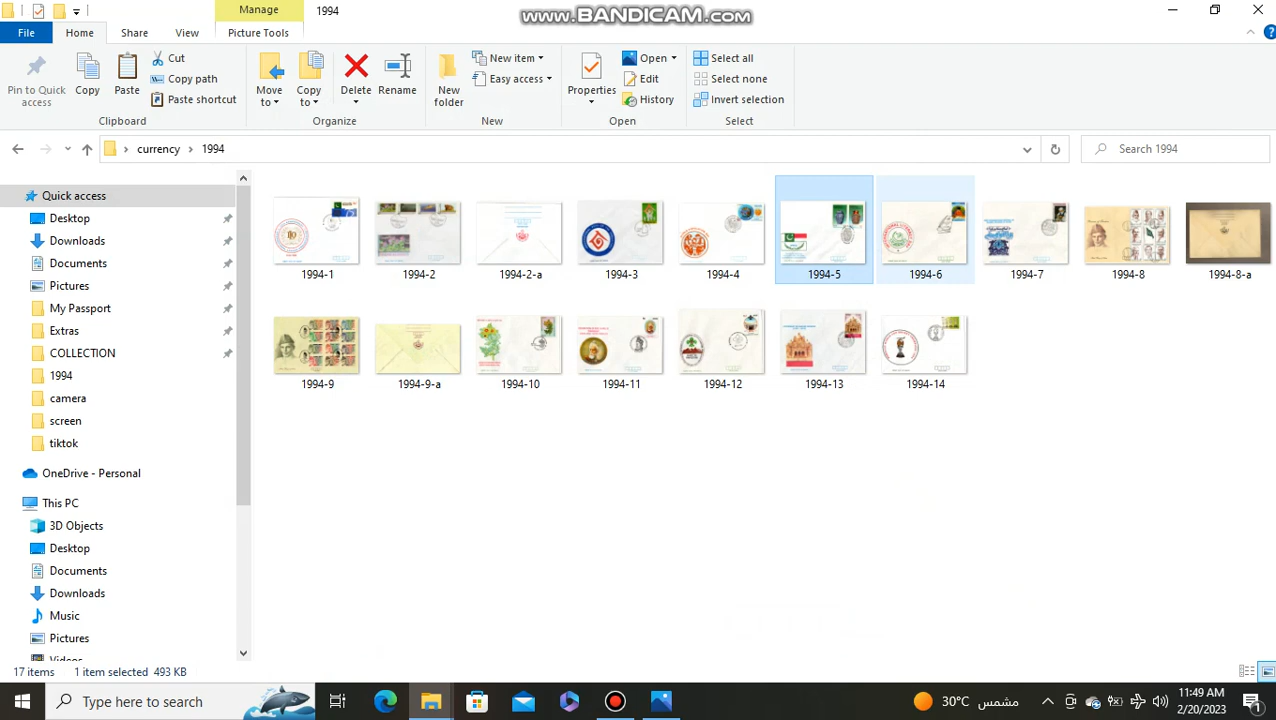 Manage
1994
www.BANDICAM.com
File
Home
Share
View
Picture Tools
Pin to Quick access
Copy
Paste
Cut
Copy path
Paste shortcut
Move to
Copy to
Delete
Rename
New folder
New item
Easy access
Properties
Open
Edit
History
Select all
Select none
Invert selection
Clipboard
Organize
New
Open
Select
currency
1994
Search 1994
Quick access
Desktop
Downloads
Documents
Pictures
My Passport
Extras
COLLECTION
1994
camera
screen
tiktok
OneDrive - Personal
This PC
3D Objects
Desktop
Documents
Downloads
Music
Pictures
Videos
1994-1
1994-2
1994-2-a
1994-3
1994-4
1994-5
1994-6
1994-7
1994-8
1994-8-a
1994-9
1994-9-a
1994-10
1994-11
1994-12
1994-13
1994-14
17 items
1 item selected 493 KB
Type here to search
30°C مشمس
11:49 AM
2/20/2023
1